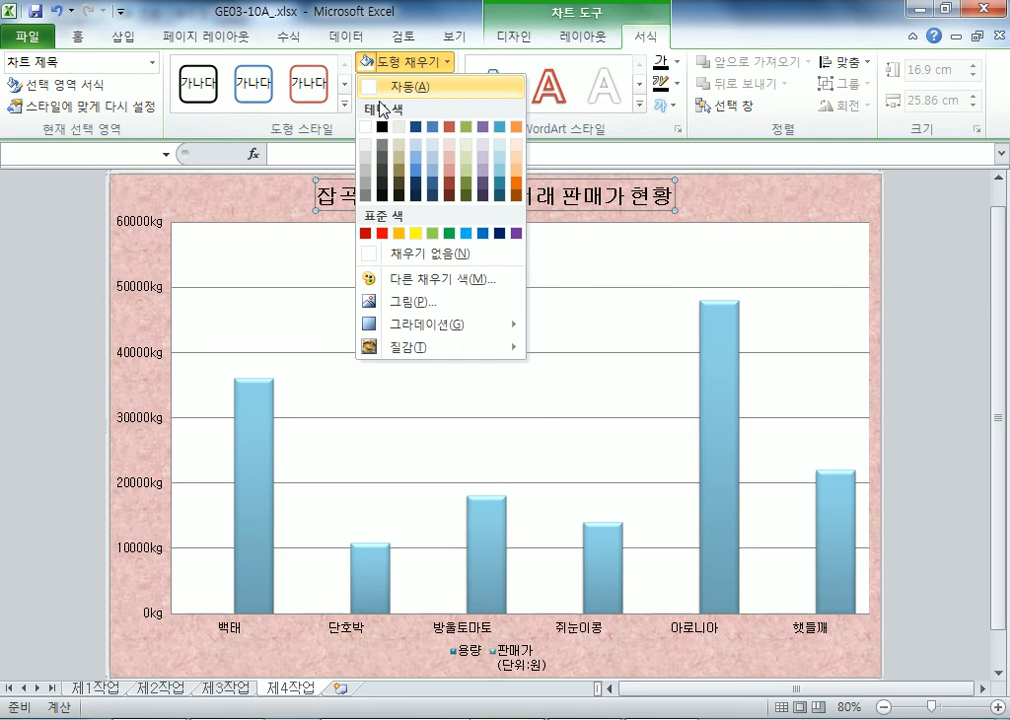 GE03-10A_.xlsx - Microsoft Excel
차트 도구
파일 홈 삽입 페이지 레이아웃 수식 데이터 검토 보기 디자인 레이아웃 서식
차트 제목
선택 영역 서식
스타일에 맞게 다시 설정
현재 선택 영역
가나다 가나다 가나다
도형 스타일
도형 채우기
A A
WordArt 스타일
가
가
앞으로 가져오기
뒤로 보내기
선택 창
맞춤
그룹
회전
정렬
16.9 cm
25.86 cm
크기
fx
자동(A)
테 색
표준 색
채우기 없음(N)
다른 채우기 색(M)...
그림(P)...
그라데이션(G)
질감(T)
잡곡 래 판매가 현황
60000kg
50000kg
40000kg
30000kg
20000kg
10000kg
0kg
백태 단호박 방울토마토 쥐눈이콩 아로니아 햇들깨
용량 판매가
(단위:원)
제1작업 제2작업 제3작업 제4작업
준비 계산 80%